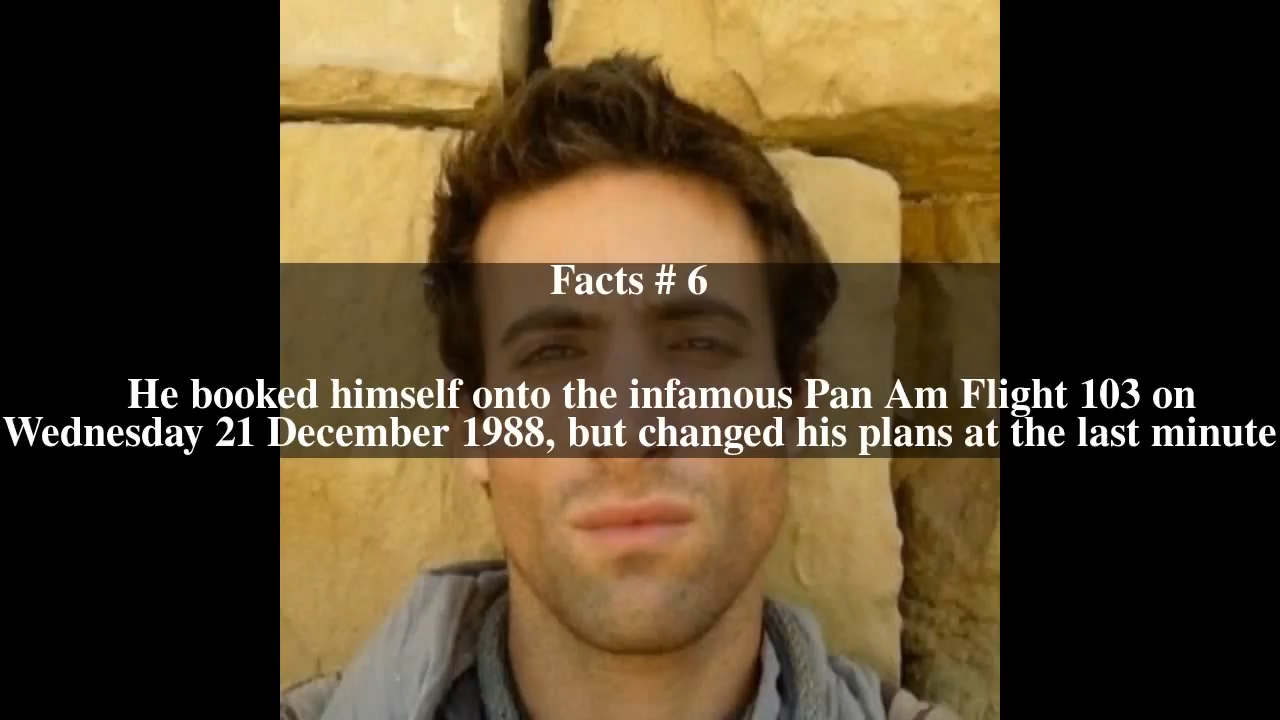 Facts # 6
He booked himself onto the infamous Pan Am Flight 103 on
Wednesday 21 December 1988, but changed his plans at the last minute